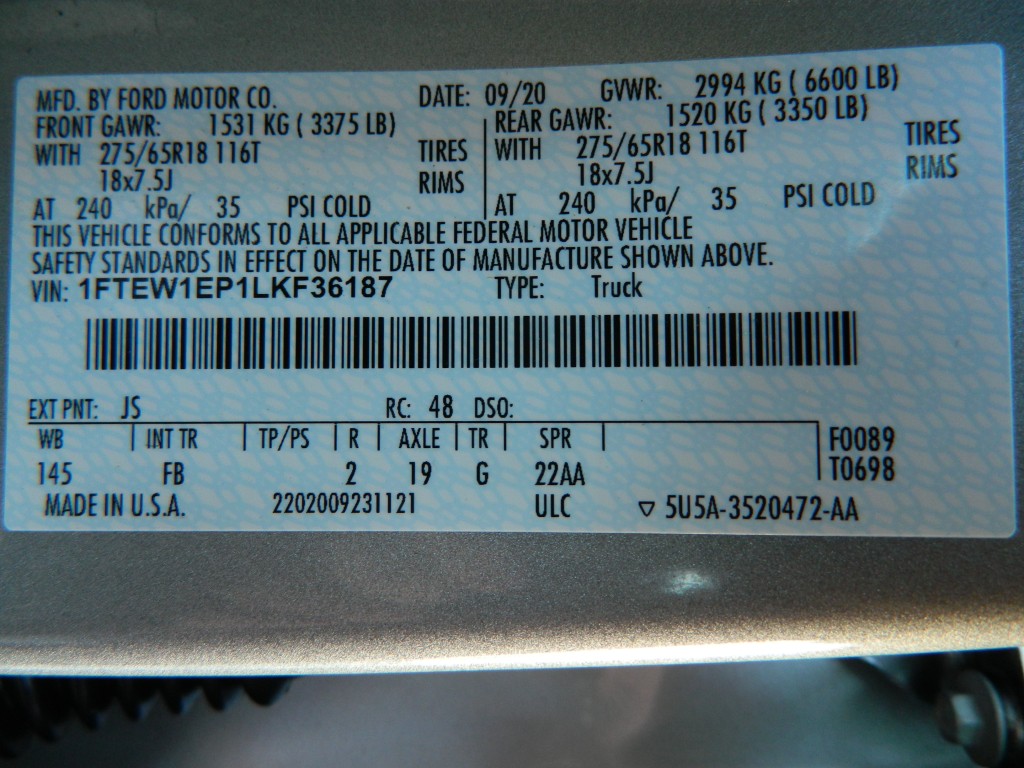 MFD. BY FORD MOTOR CO. DATE: 09/20 GVWR: 2994 KG ( 6600 LB)
FRONT GAWR: 1531 KG ( 3375 LB) REAR GAWR: 1520 KG ( 3350 LB)
WITH 275/65R18 116T TIRES WITH 275/65R18 116T TIRES
18x7.5J RIMS 18x7.5J RIMS
AT 240 kPa/ 35 PSI COLD AT 240 kPa/ 35 PSI COLD
THIS VEHICLE CONFORMS TO ALL APPLICABLE FEDERAL MOTOR VEHICLE
SAFETY STANDARDS IN EFFECT ON THE DATE OF MANUFACTURE SHOWN ABOVE.
VIN: 1FTEW1EP1LKF36187 TYPE: Truck
EXT PNT: JS RC: 48 DSO:
WB INT TR TP/PS R AXLE TR SPR F0089
145 FB 2 19 G 22AA T0698
MADE IN U.S.A. 2202009231121 ULC ▽ 5U5A-3520472-AA